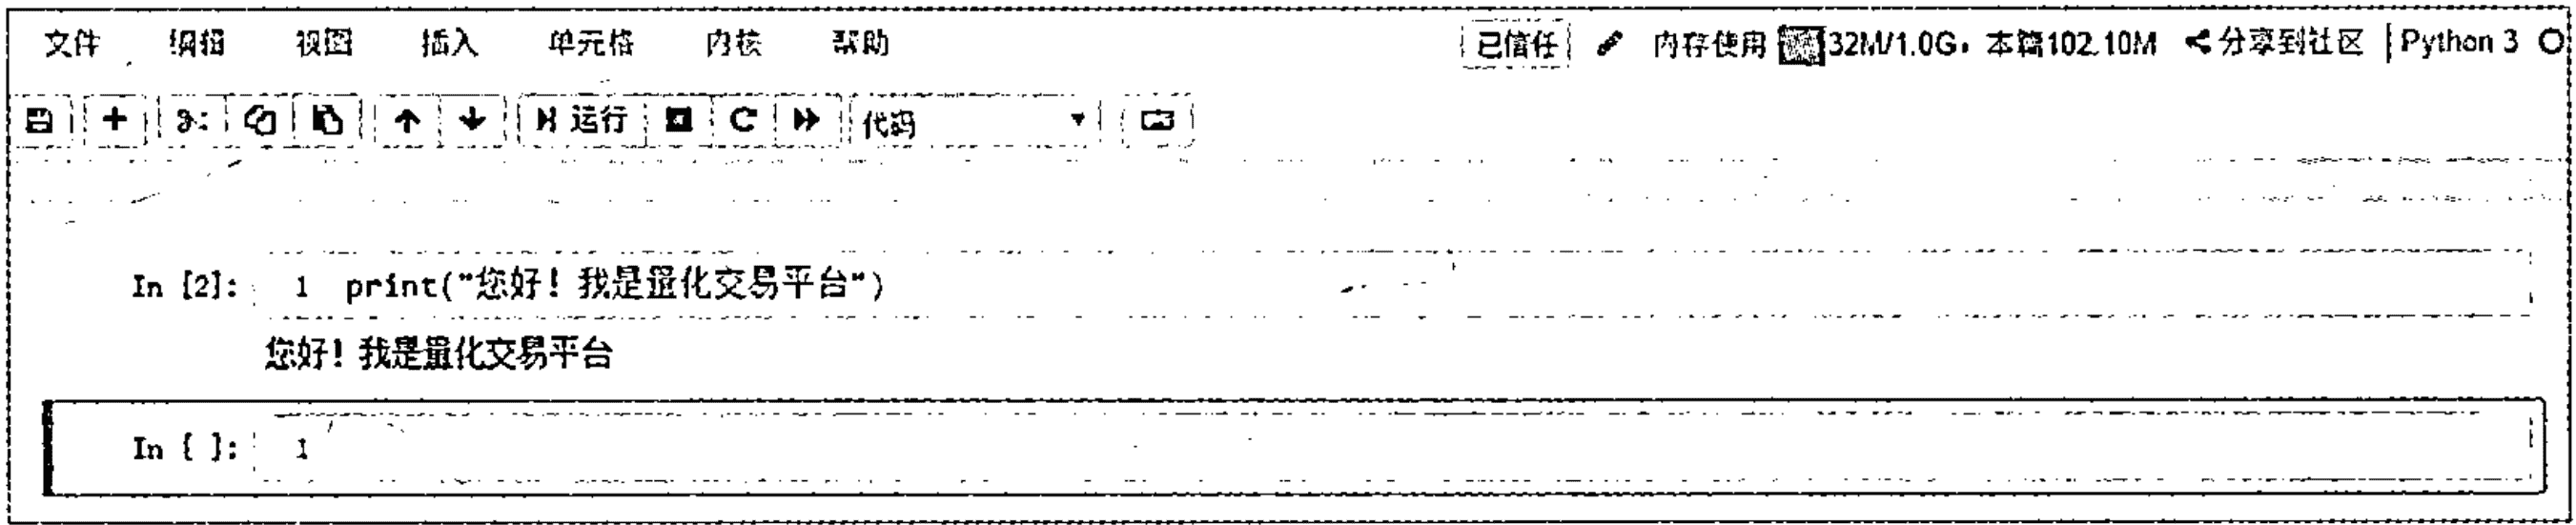 文件 编辑 视图 插入 单元格 内核 帮助 已信任 内存使用 32M/1.0G，本篇102.10M 分享到社区 Python 3
运行 代码
In [2]: 1 print("您好！我是量化交易平台")
您好！我是量化交易平台
In [ ]: 1